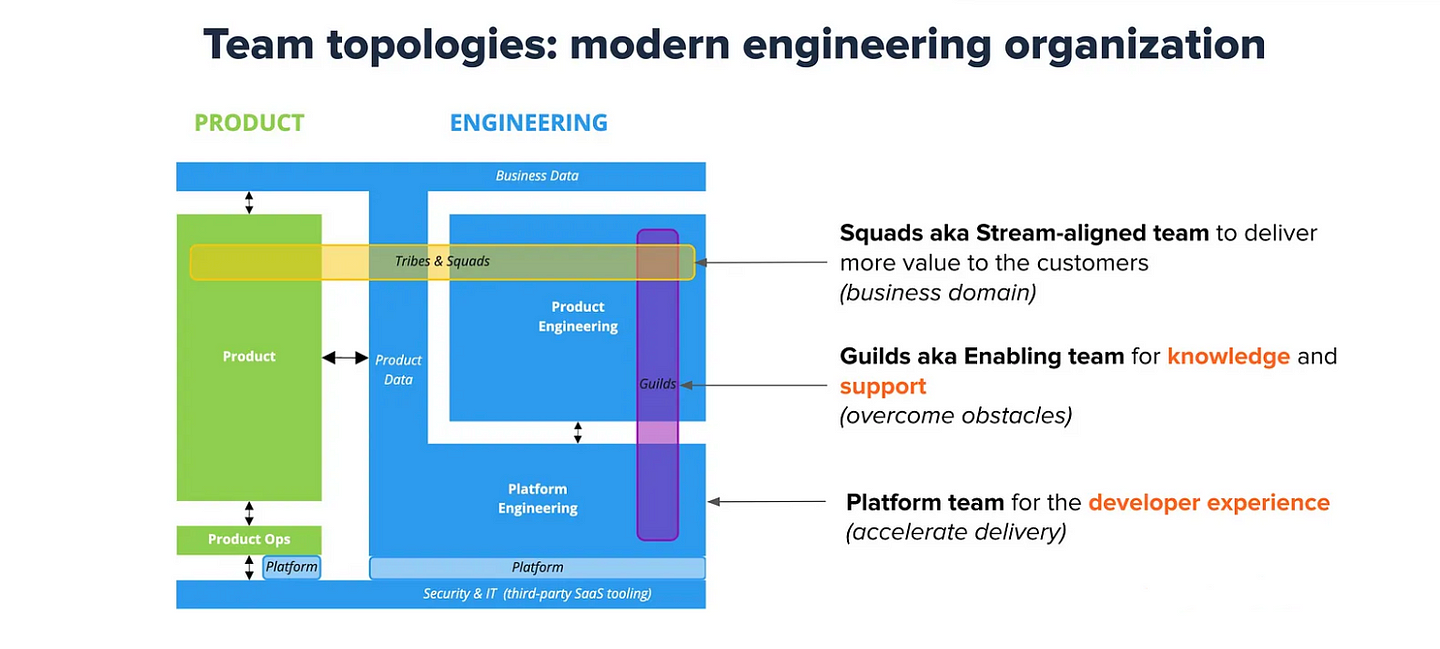 Team topologies: modern engineering organization
PRODUCT
ENGINEERING
Business Data
Tribes & Squads
Product
Engineering
Product
Product
Data
Guilds
Platform
Engineering
Product Ops
Platform
Platform
Security & IT (third-party SaaS tooling)
Squads aka Stream-aligned team to deliver
more value to the customers
(business domain)
Guilds aka Enabling team for knowledge and
support
(overcome obstacles)
Platform team for the developer experience
(accelerate delivery)